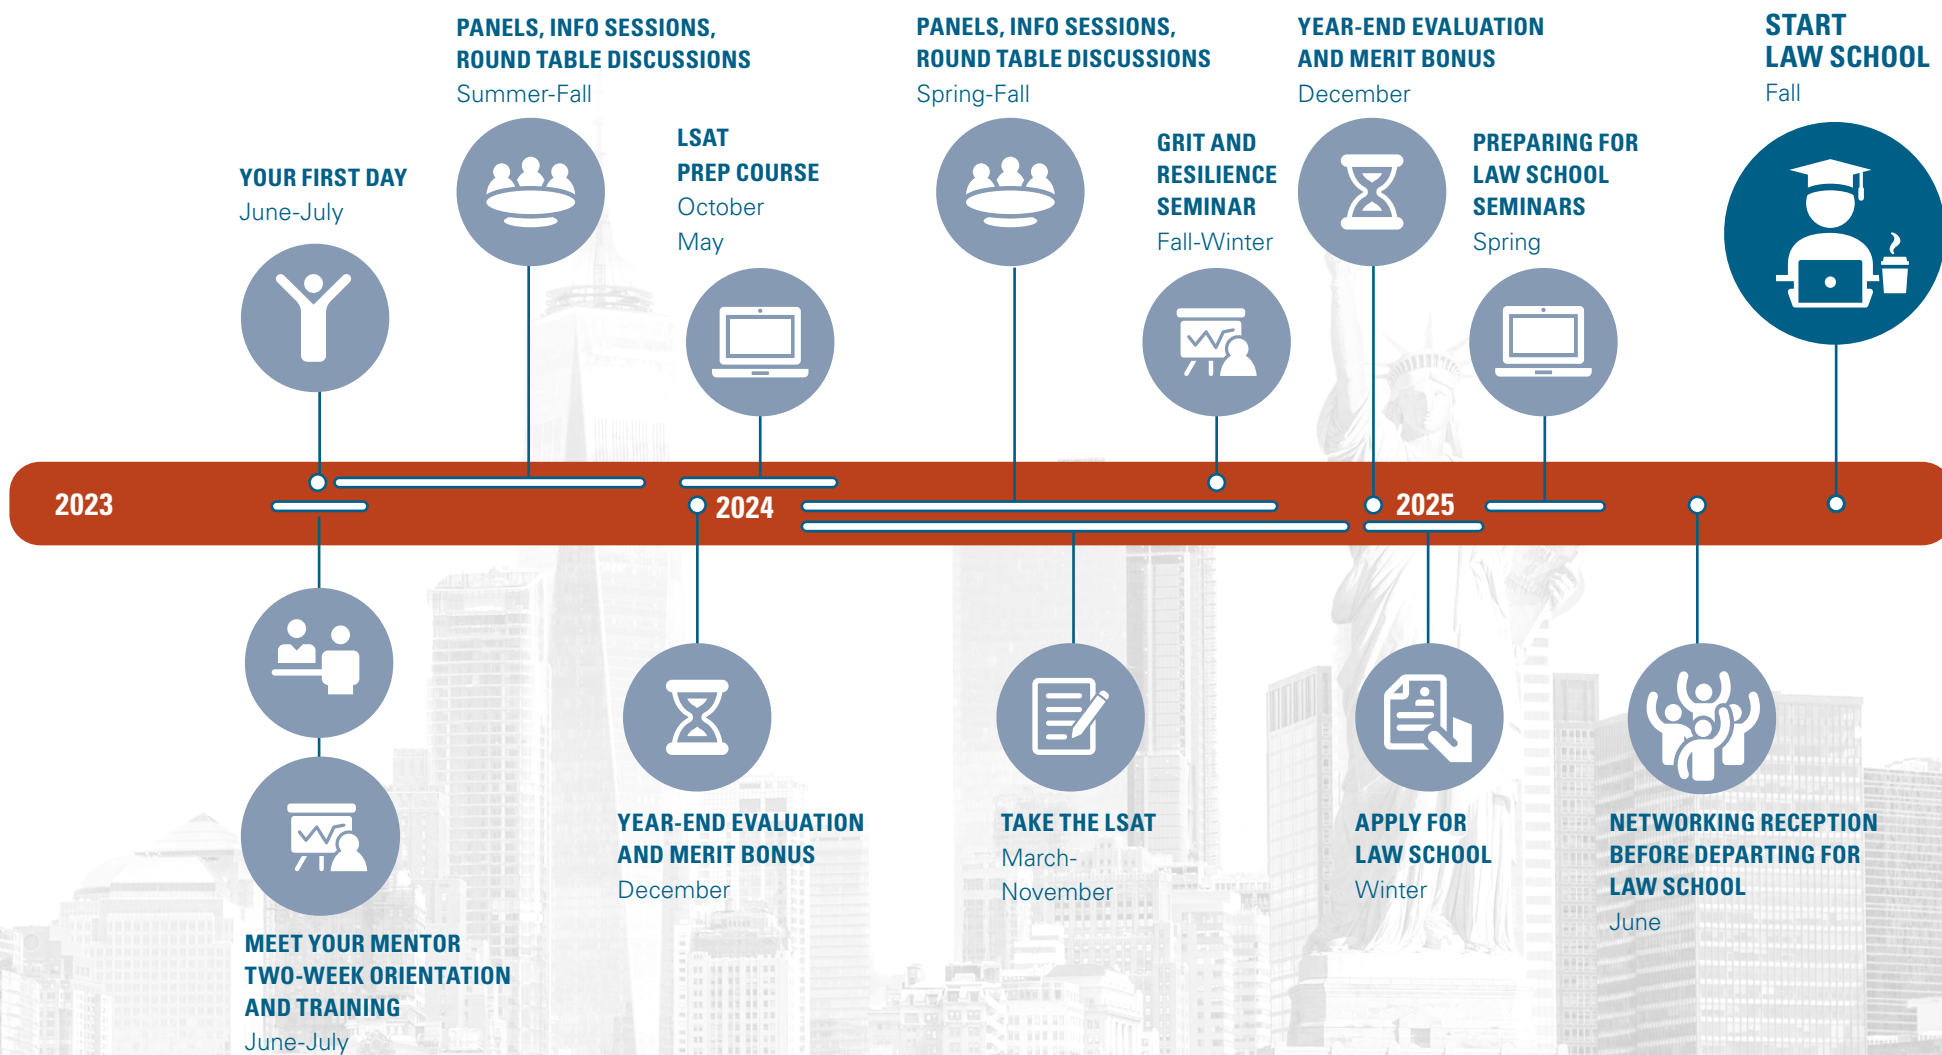 PANELS, INFO SESSIONS,
ROUND TABLE DISCUSSIONS
Summer-Fall
PANELS, INFO SESSIONS,
ROUND TABLE DISCUSSIONS
Spring-Fall
YEAR-END EVALUATION
AND MERIT BONUS
December
START
LAW SCHOOL
Fall
YOUR FIRST DAY
June-July
LSAT
PREP COURSE
October
May
GRIT AND
RESILIENCE
SEMINAR
Fall-Winter
PREPARING FOR
LAW SCHOOL
SEMINARS
Spring
2023
2024
2025
MEET YOUR MENTOR
TWO-WEEK ORIENTATION
AND TRAINING
June-July
YEAR-END EVALUATION
AND MERIT BONUS
December
TAKE THE LSAT
March-
November
APPLY FOR
LAW SCHOOL
Winter
NETWORKING RECEPTION
BEFORE DEPARTING FOR
LAW SCHOOL
June